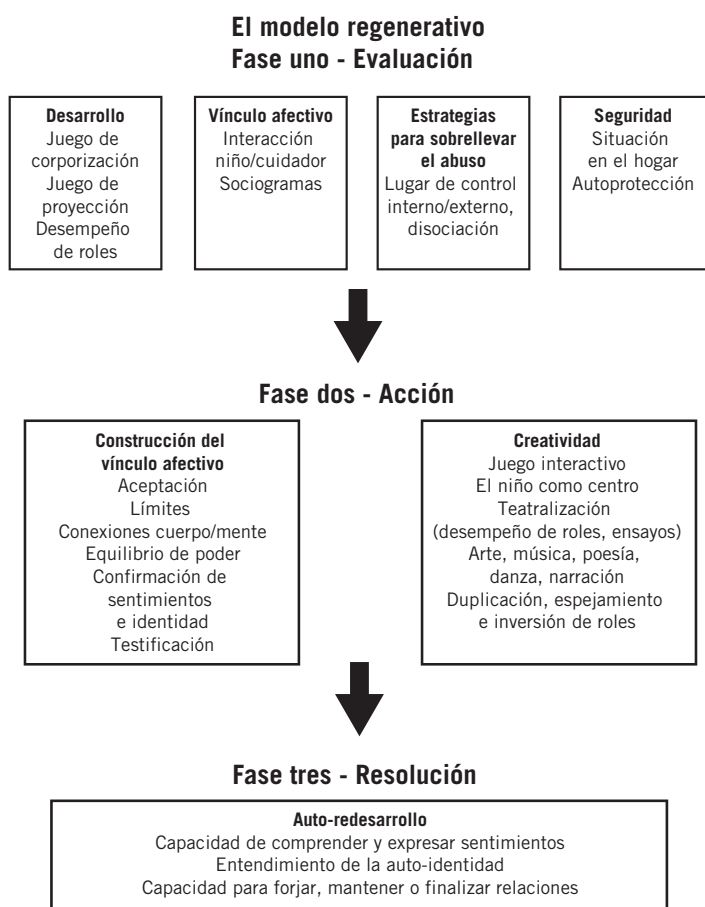 El modelo regenerativo
Fase uno - Evaluación
Desarrollo
Juego de
corporización
Juego de
proyección
Desempeño
de roles
Vínculo afectivo
Interacción
niño/cuidador
Sociogramas
Estrategias
para sobrellevar
el abuso
Lugar de control
interno/externo,
disociación
Seguridad
Situación
en el hogar
Autoprotección
Fase dos - Acción
Construcción del
vínculo afectivo
Aceptación
Límites
Conexiones cuerpo/mente
Equilibrio de poder
Confirmación de
sentimientos
e identidad
Testificación
Creatividad
Juego interactivo
El niño como centro
Teatralización
(desempeño de roles, ensayos)
Arte, música, poesía,
danza, narración
Duplicación, espejamiento
e inversión de roles
Fase tres - Resolución
Auto-redesarrollo
Capacidad de comprender y expresar sentimientos
Entendimiento de la auto-identidad
Capacidad para forjar, mantener o finalizar relaciones